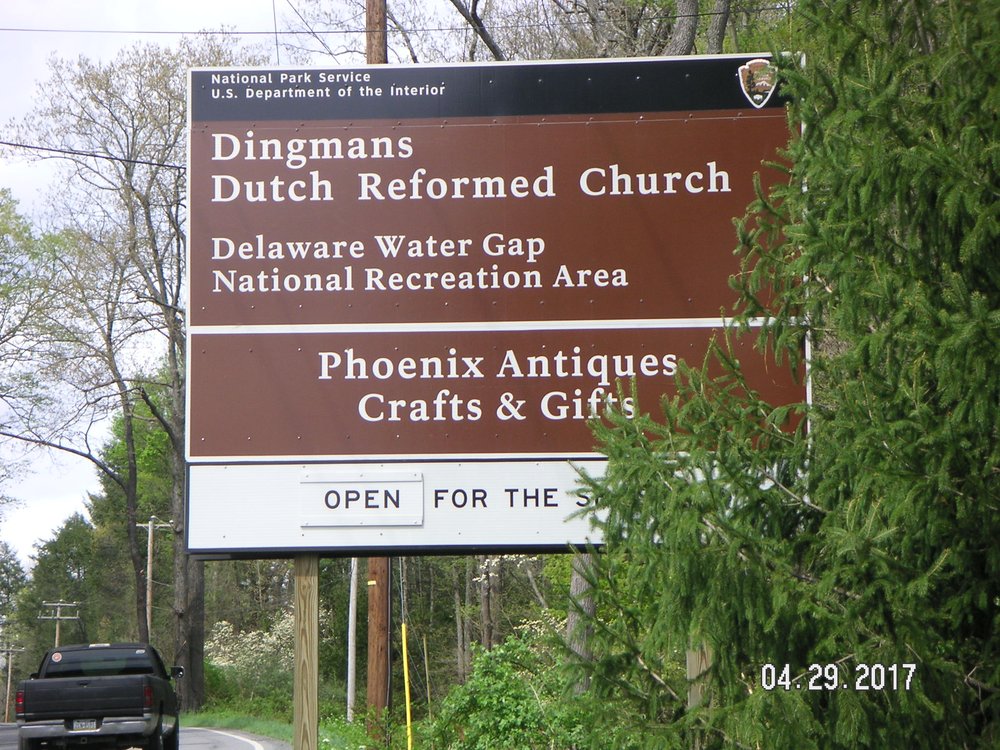 National Park Service
U.S. Department of the Interior
Dingmans
Dutch Reformed Church
Delaware Water Gap
National Recreation Area
Phoenix Antiques
Crafts & Gifts
OPEN FOR THE
04.29.2017